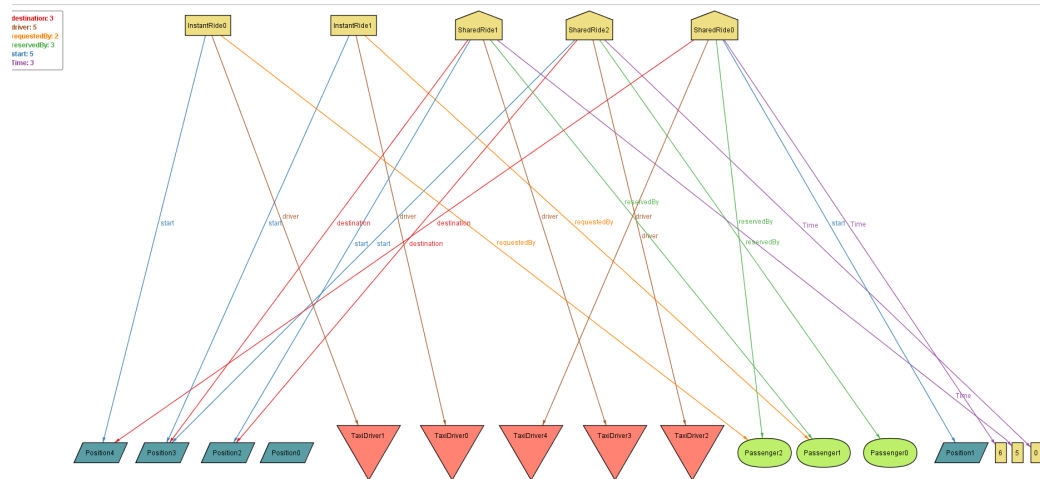 destination: 3
driver: 5
requestedBy: 2
reservedBy: 3
start: 5
Time: 3
InstantRide0
InstantRide1
SharedRide1
SharedRide2
SharedRide0
reservedBy
start
driver
start
destination
driver
destination
requestedBy
driver
requestedBy
driver
reservedBy
Time
start
Time
start
start
destination
driver
reservedBy
Time
Position4
Position3
Position2
Position0
TaxiDriver1
TaxiDriver0
TaxiDriver4
TaxiDriver3
TaxiDriver2
Passenger2
Passenger1
Passenger0
Position1
6
5
0